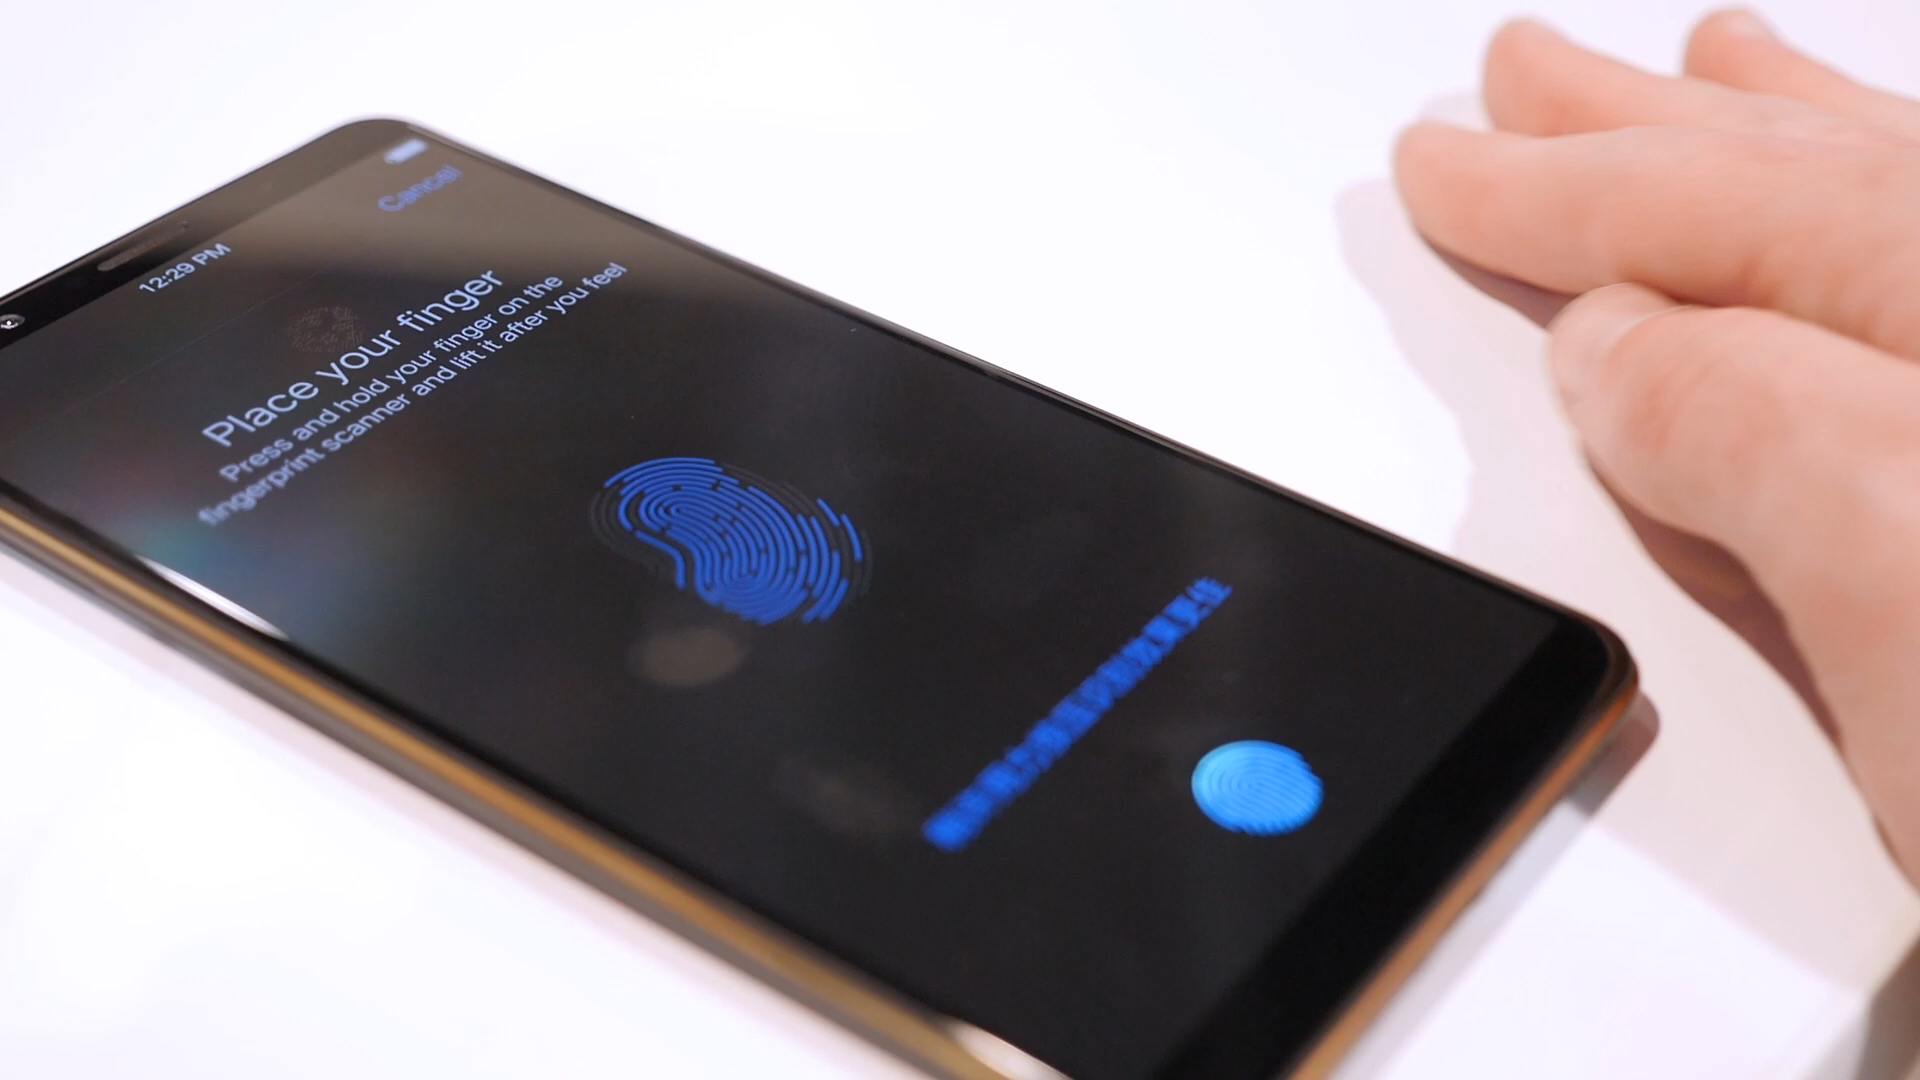 12:29 PM
Cancel
Place your finger
Press and hold your finger on the
fingerprint scanner and lift it after you feel